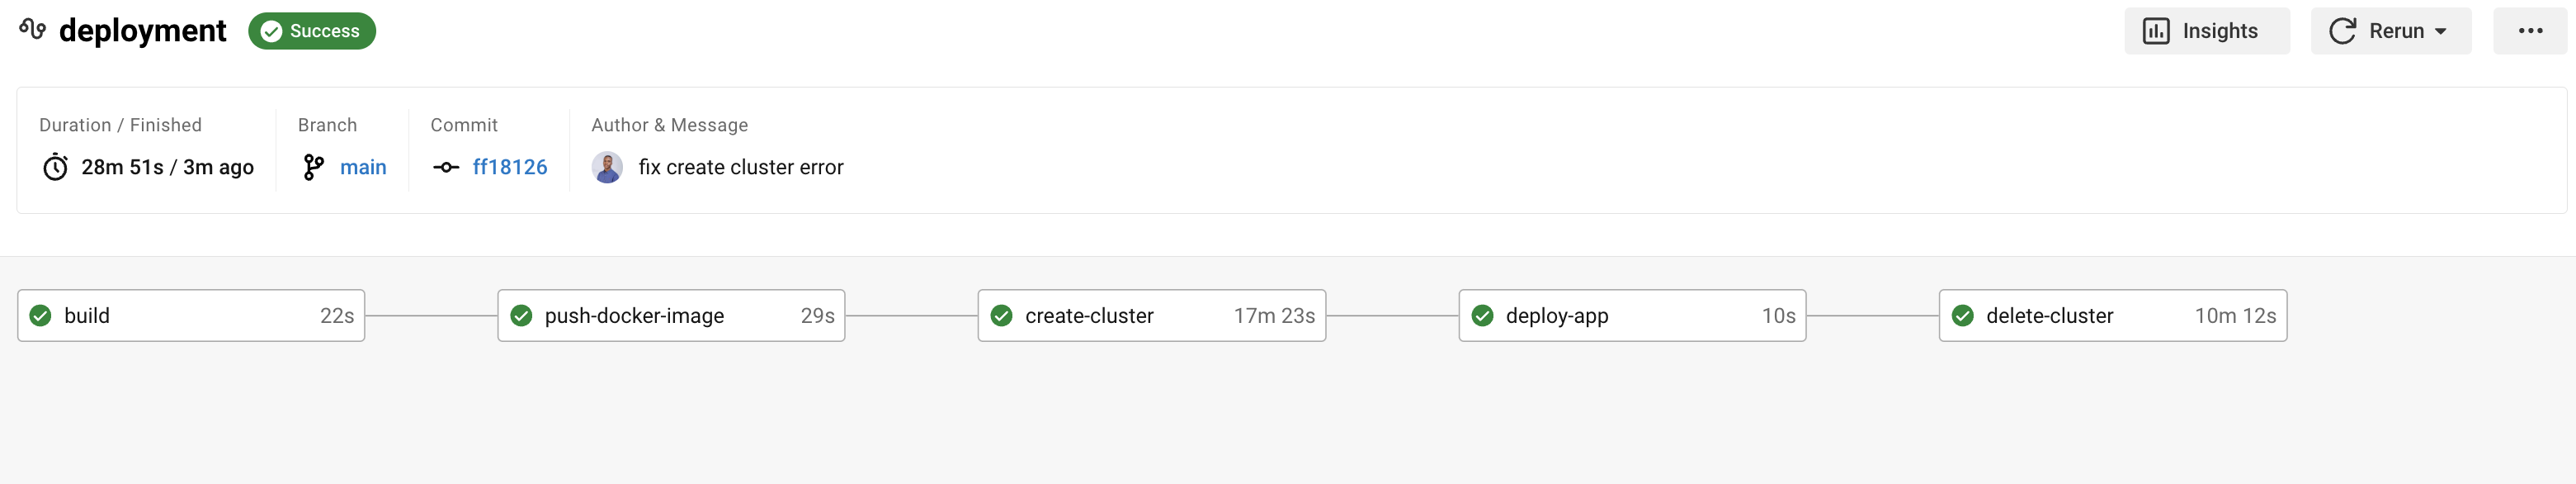 deployment Success Insights Rerun
Duration / Finished Branch Commit Author & Message
28m 51s / 3m ago main ff18126 fix create cluster error
build 22s push-docker-image 29s create-cluster 17m 23s deploy-app 10s delete-cluster 10m 12s